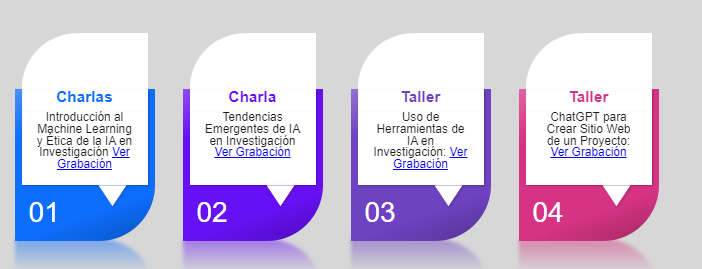 Charlas
Introducción al
Machine Learning
y Ética de la IA en
Investigación Ver
Grabación
01
Charla
Tendencias
Emergentes de IA
en Investigación
Ver Grabación
02
Taller
Uso de
Herramientas de
IA en
Investigación: Ver
Grabación
03
Taller
ChatGPT para
Crear Sitio Web
de un Proyecto:
Ver Grabación
04